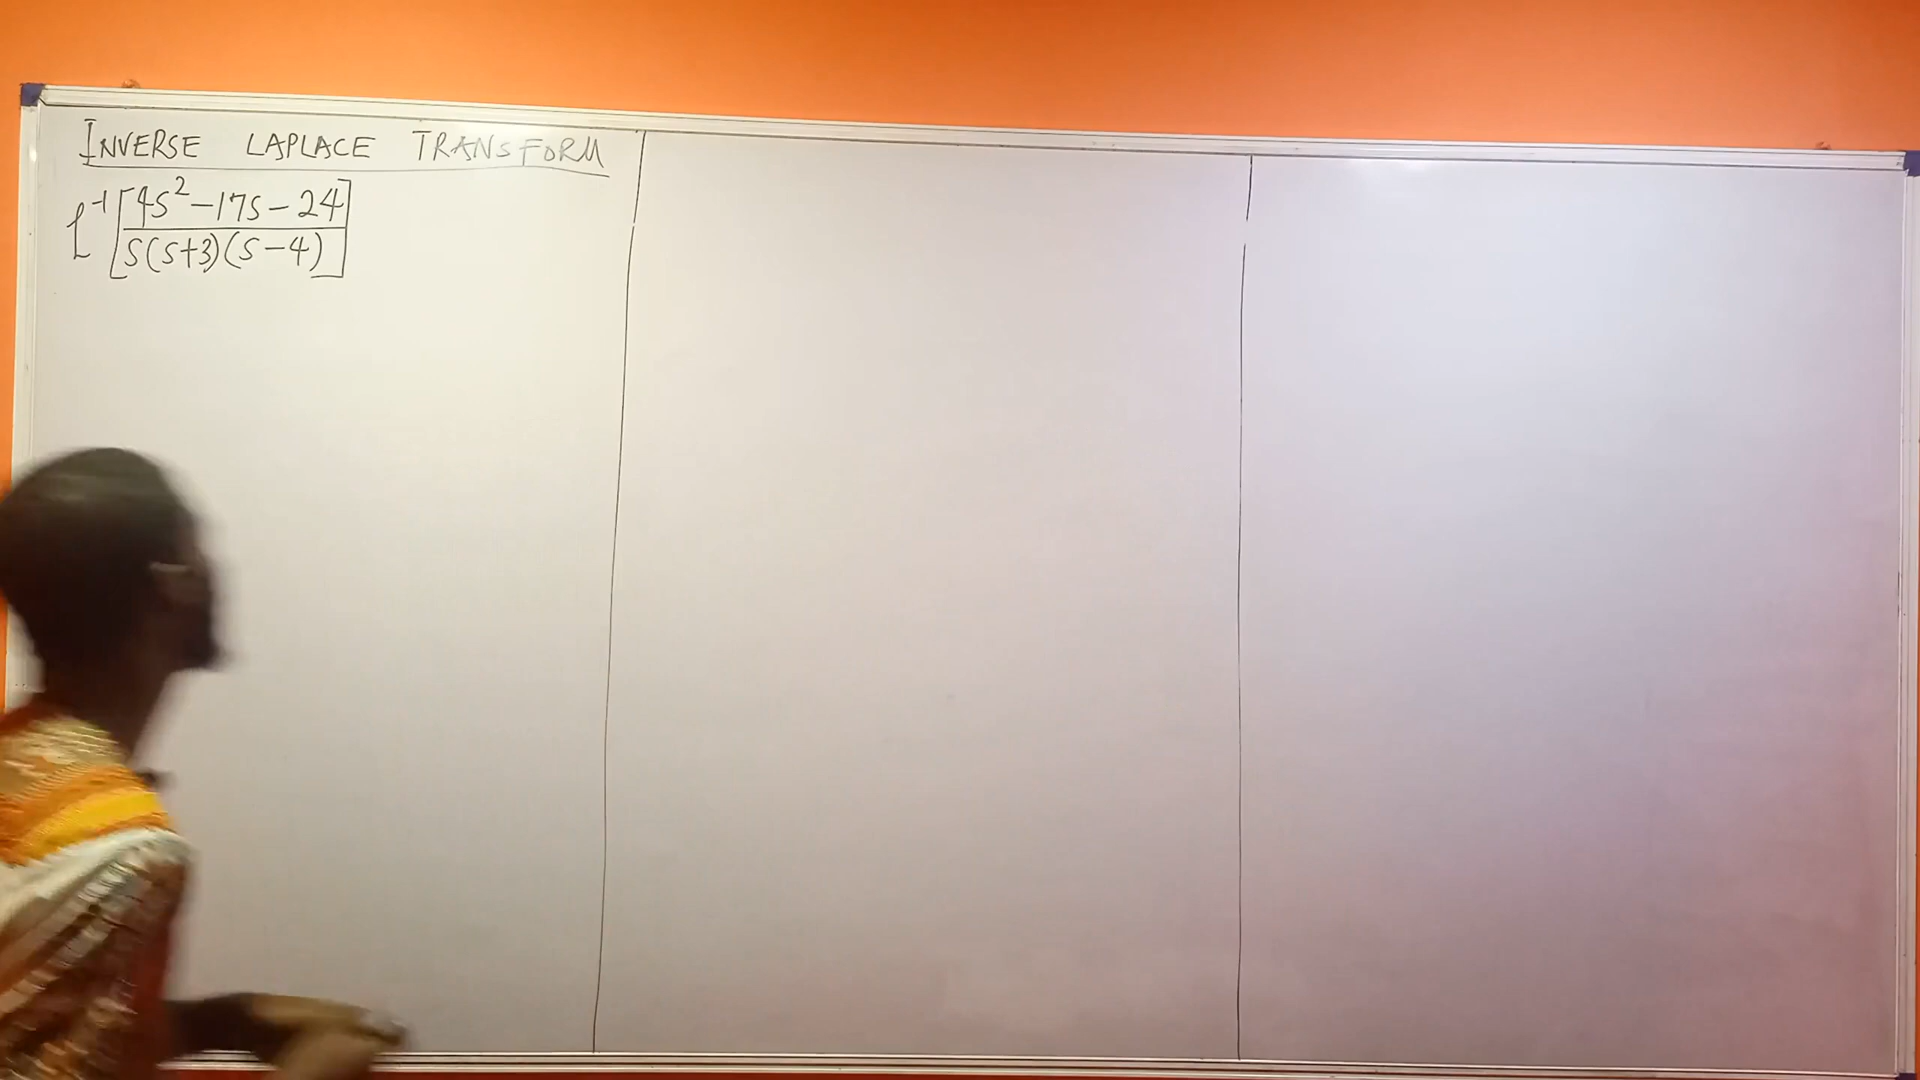 INVERSE LAPLACE TRANSFORM
L⁻¹[4s²-17s-24
s(s+3)(s-4)]